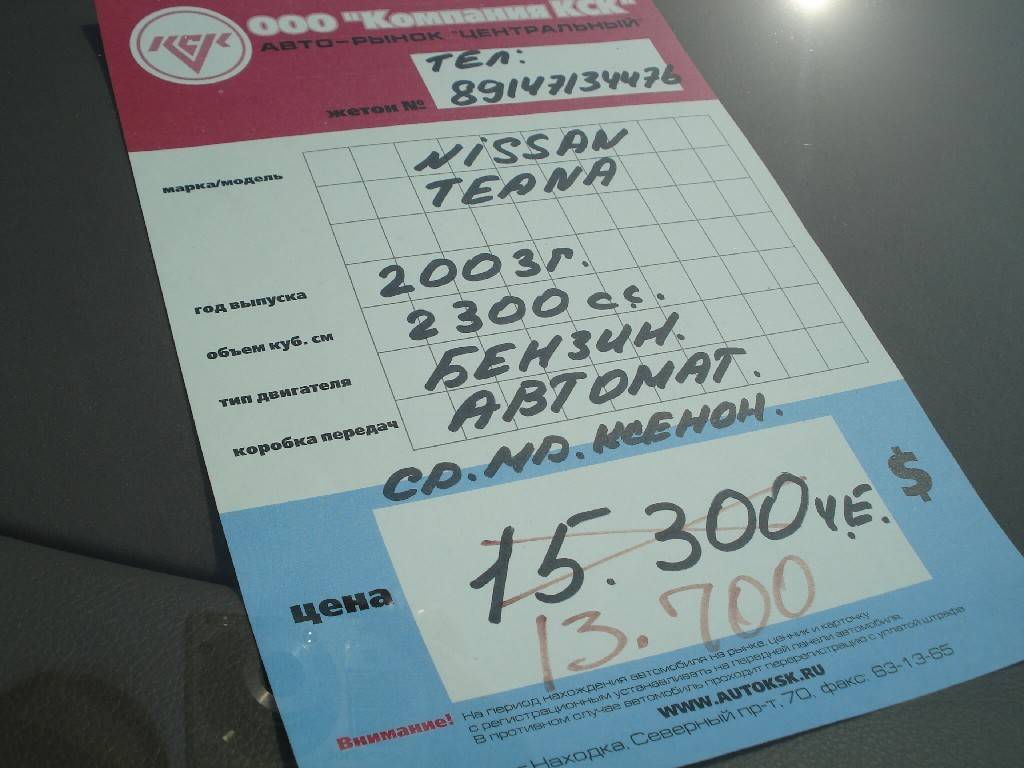 КСК
ООО "Компания КСК"
АВТО-РЫНОК "ЦЕНТРАЛЬНЫЙ"
ТЕЛ:
жетон № 89147134476
марка/модель NISSAN
TEANA
год выпуска 2003г.
объем куб. см 2300 сс.
тип двигателя БЕНЗИН.
коробка передач АВТОМАТ.
CD. MD. КСЕНОН.
цена 15.300 у.Е. $
13.700
Внимание! На период нахождения автомобиля на рынке, ценник и карточку
с регистрационным устанавливать на передней панели автомобиля.
В противном случае автомобиль проходит перерегистрацию с уплатой штрафа
WWW.AUTOKSK.RU
Находка, Северный пр-т, 70, факс: 63-13-65